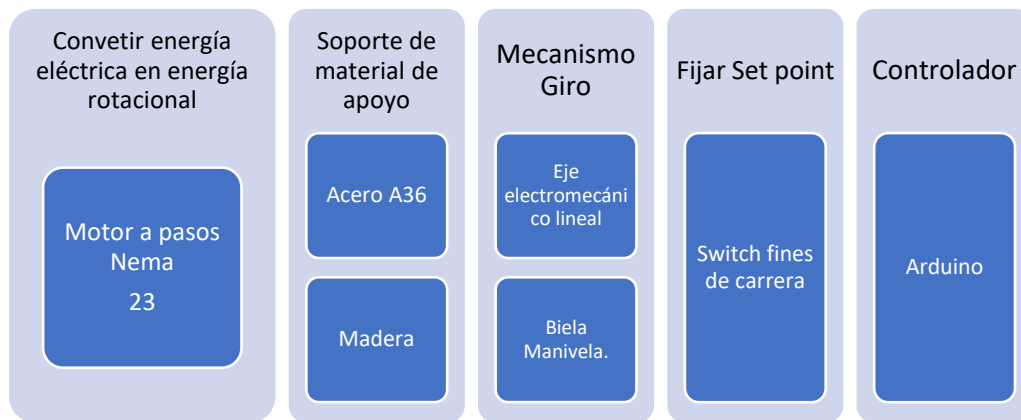 Convetir energía
eléctrica en energía
rotacional
Motor a pasos
Nema
23
Soporte de
material de
apoyo
Acero A36
Madera
Mecanismo
Giro
Eje
electromecáni
co lineal
Biela
Manivela.
Fijar Set point
Switch fines
de carrera
Controlador
Arduino